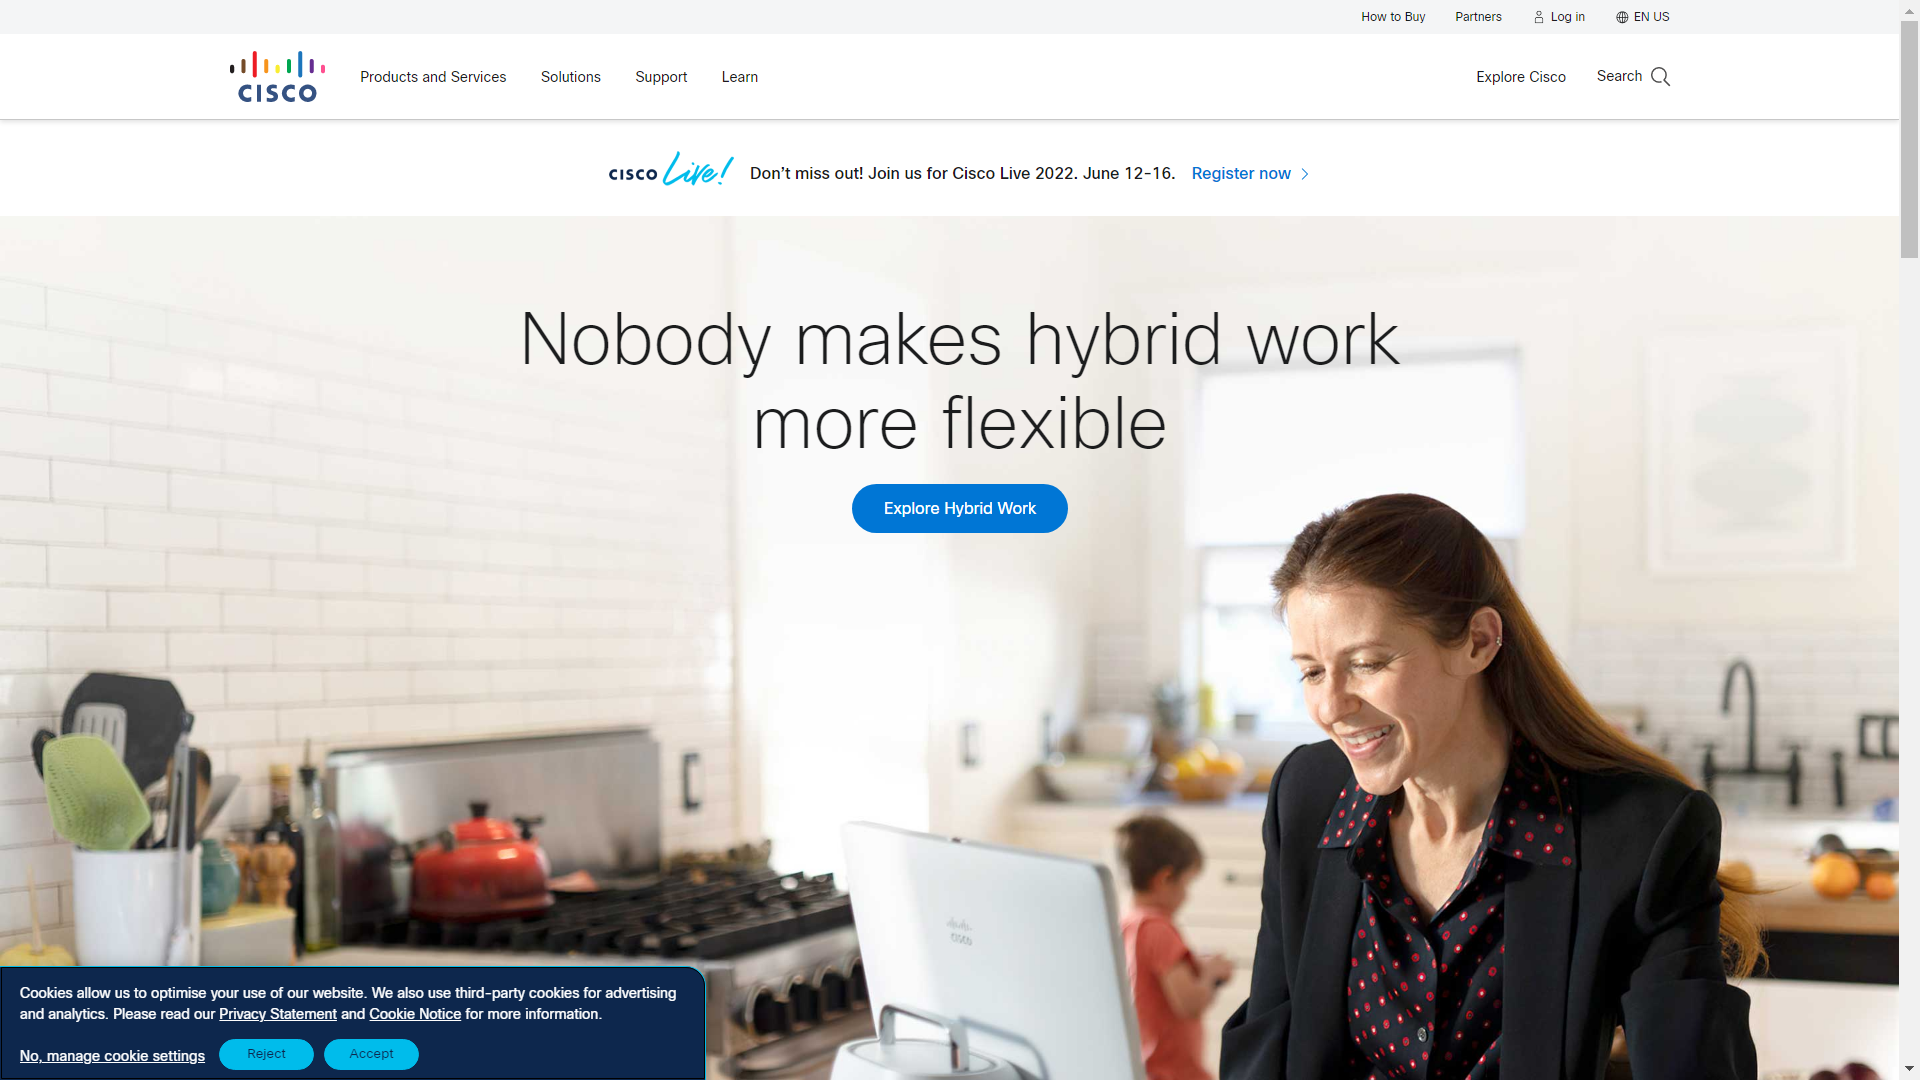 How to Buy
Partners
Log in
EN US
CISCO
Products and Services
Solutions
Support
Learn
Explore Cisco
Search
CISCO Live!
Don't miss out! Join us for Cisco Live 2022. June 12-16.
Register now
Nobody makes hybrid work
more flexible
Explore Hybrid Work
CISCO
Cookies allow us to optimise your use of our website. We also use third-party cookies for advertising
and analytics. Please read our Privacy Statement and Cookie Notice for more information.
No, manage cookie settings
Reject
Accept